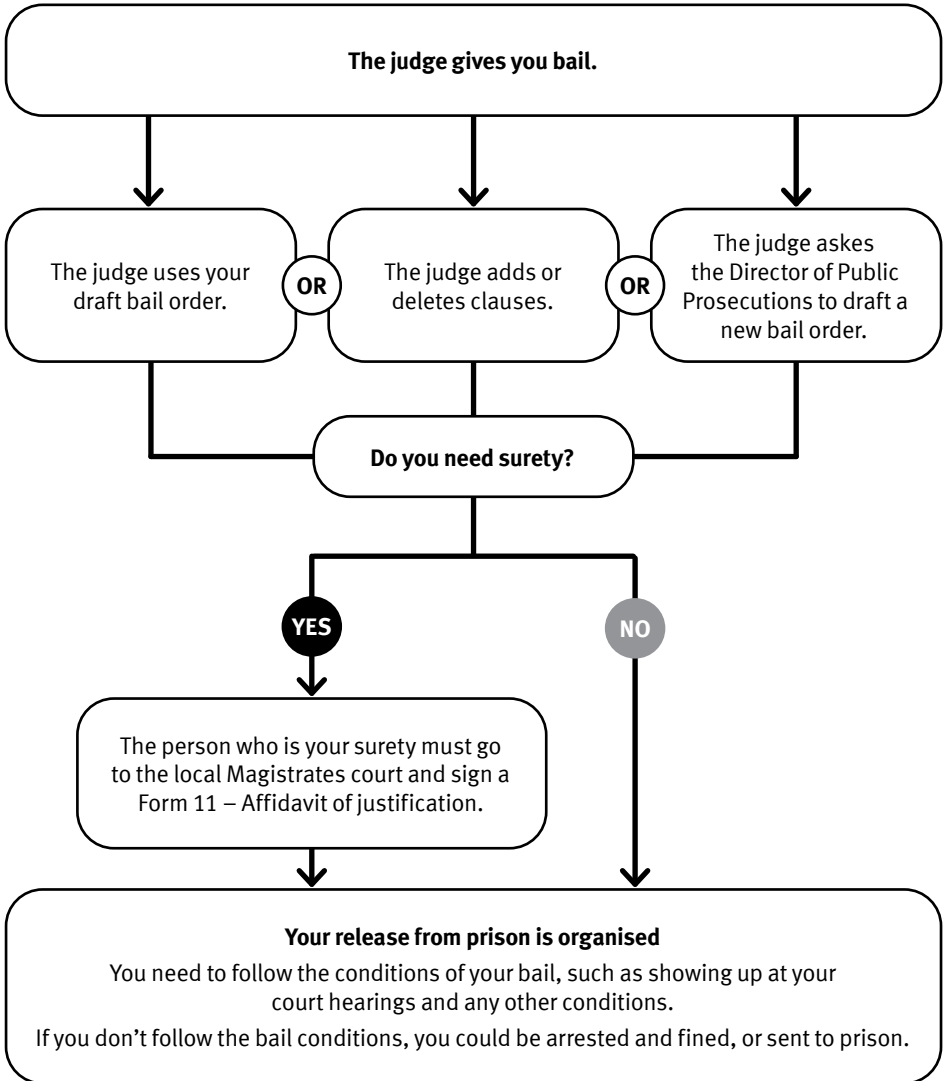 The judge gives you bail.
The judge uses your
draft bail order.
OR
The judge adds or
deletes clauses.
OR
The judge askes
the Director of Public
Prosecutions to draft a
new bail order.
Do you need surety?
YES
NO
The person who is your surety must go
to the local Magistrates court and sign a
Form 11 – Affidavit of justification.
Your release from prison is organised
You need to follow the conditions of your bail, such as showing up at your
court hearings and any other conditions.
If you don’t follow the bail conditions, you could be arrested and fined, or sent to prison.